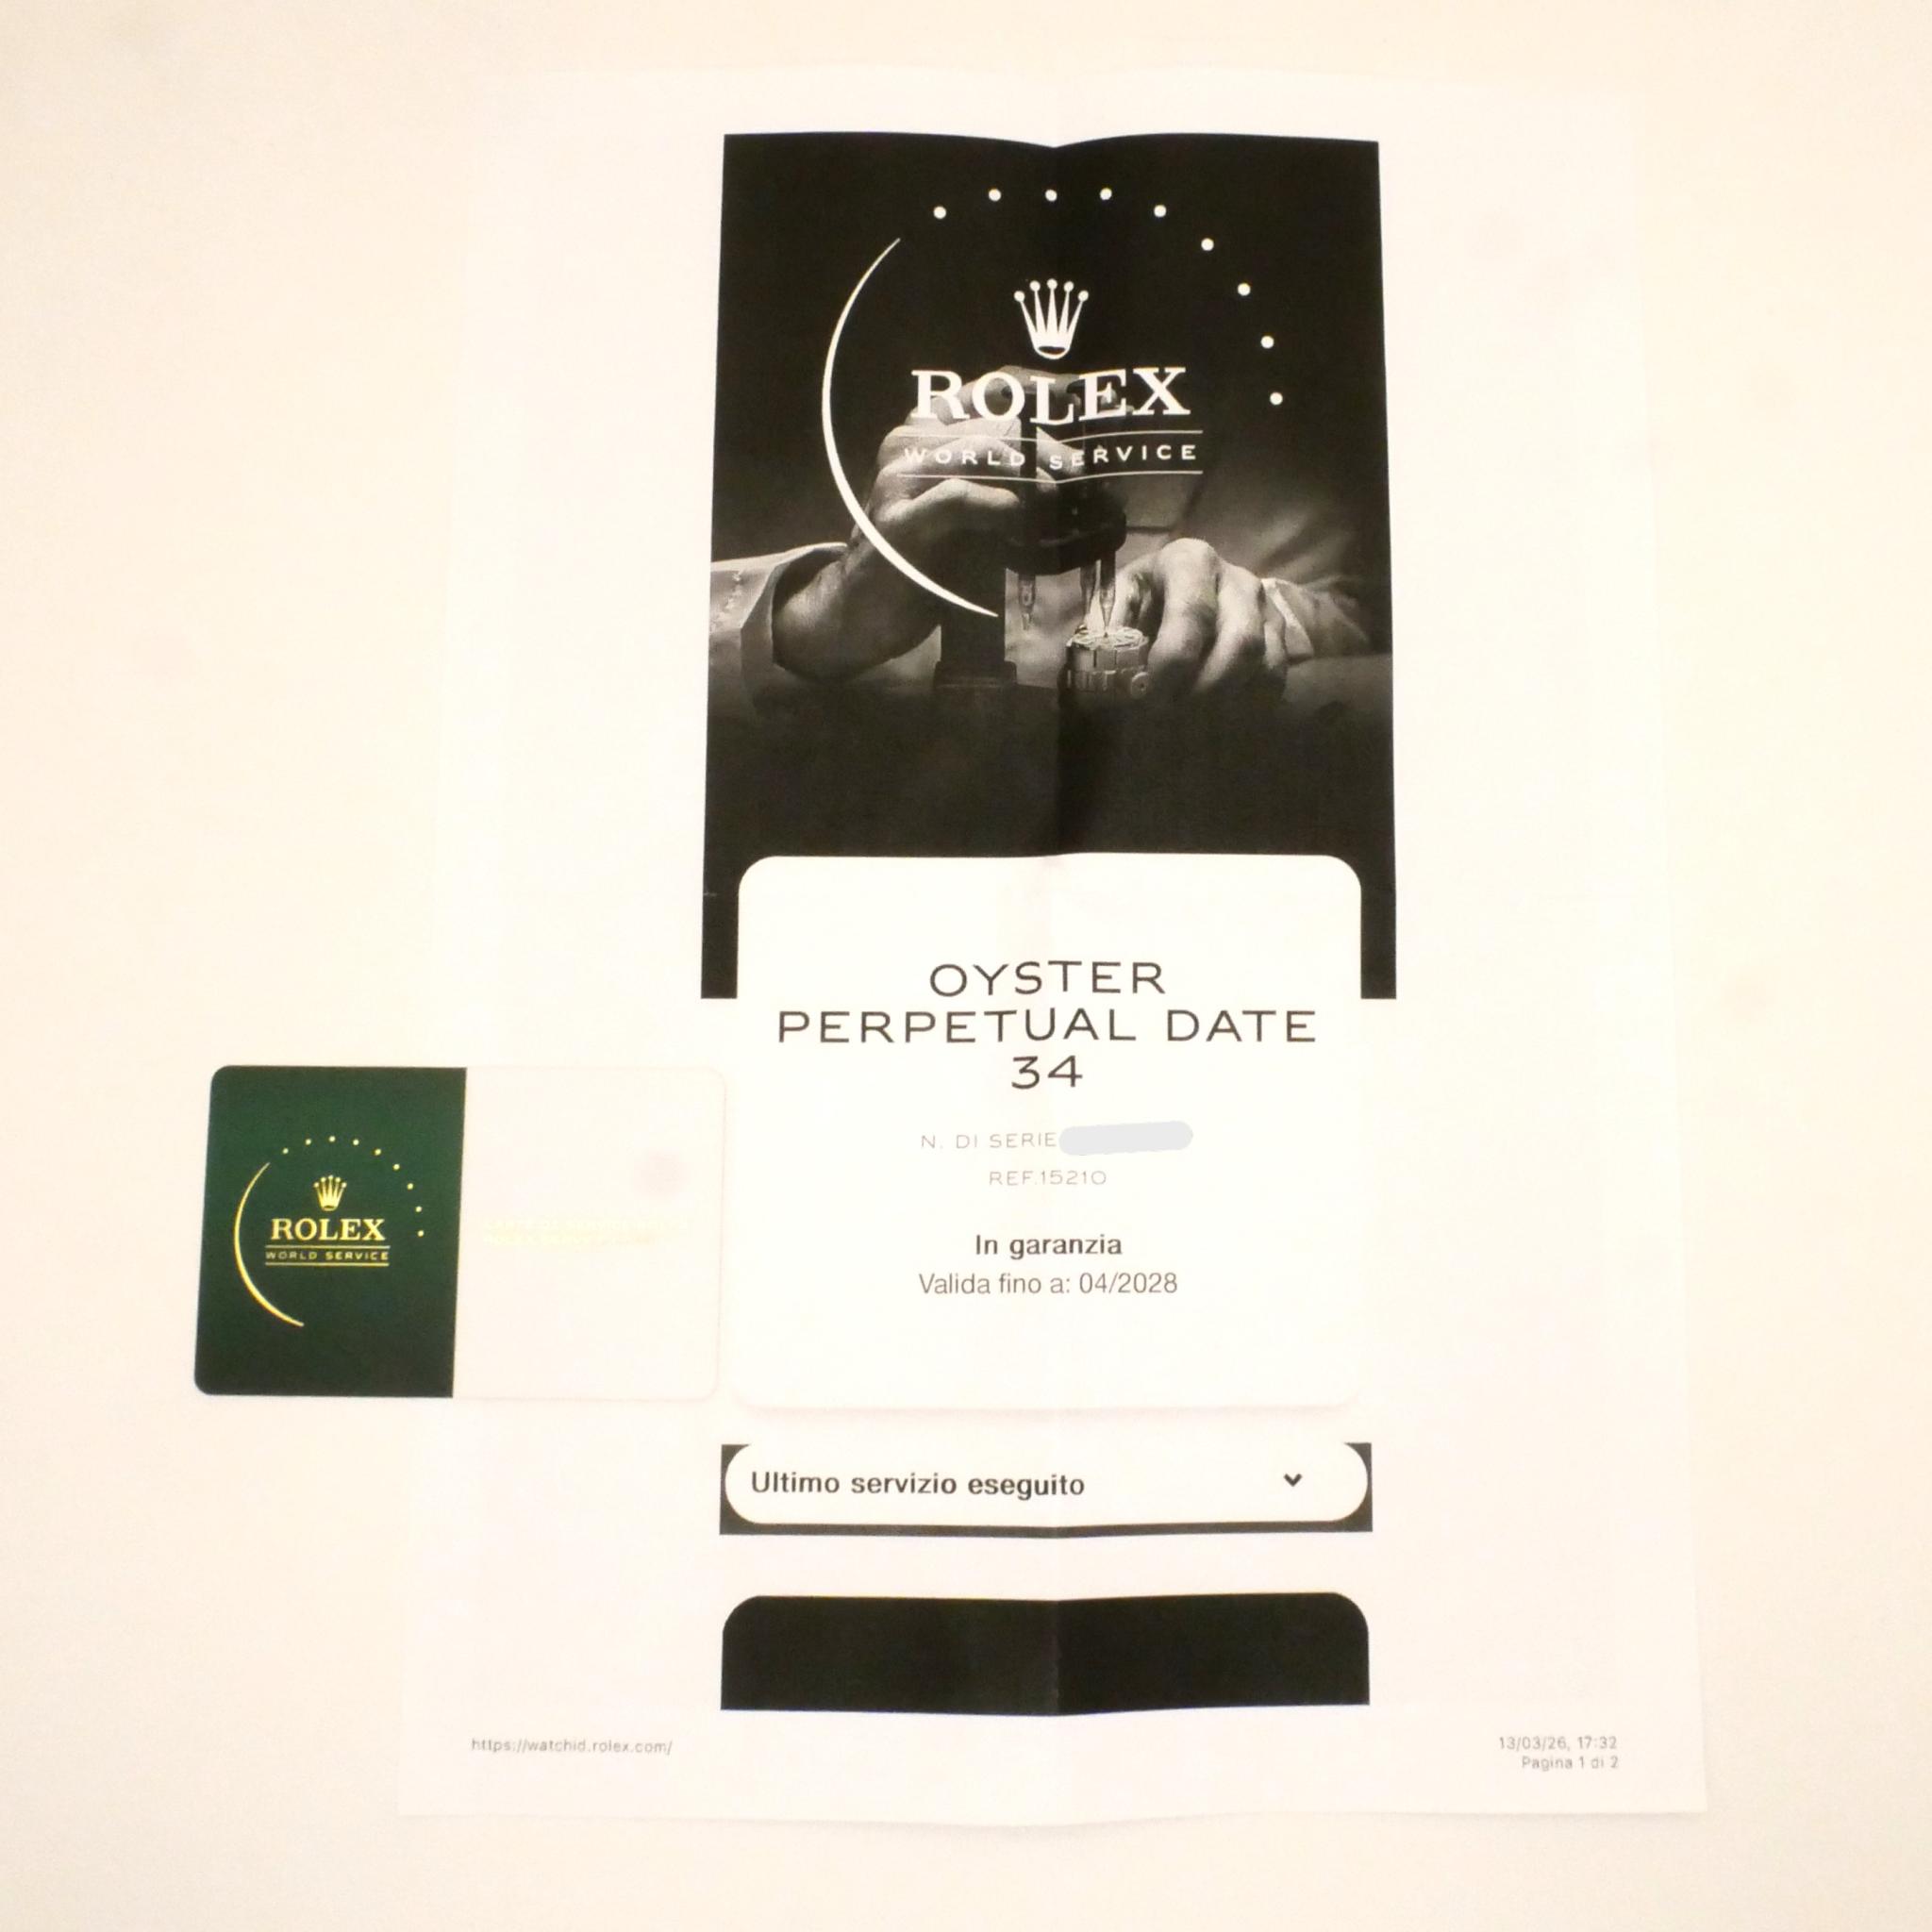 ROLEX
WORLD SERVICE
OYSTER
PERPETUAL DATE
34
N. DI SERIE
REF.15210
In garanzia
Valida fino a: 04/2028
ROLEX
WORLD SERVICE
Ultimo servizio eseguito
https://watchid.rolex.com/
13/03/26, 17:32
Pagina 1 di 2